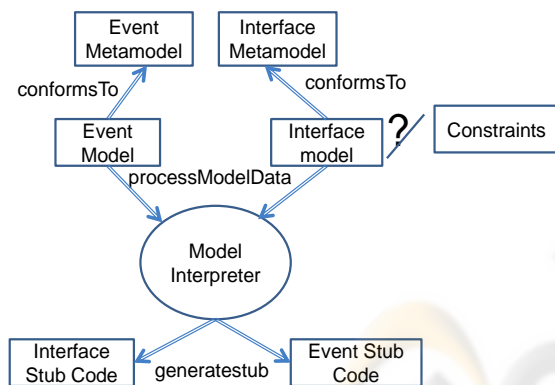 Event
Metamodel
Interface
Metamodel
conformsTo
conformsTo
Event
Model
Interface
model
?
Constraints
processModelData
Model
Interpreter
Interface
Stub Code
generatestub
Event Stub
Code